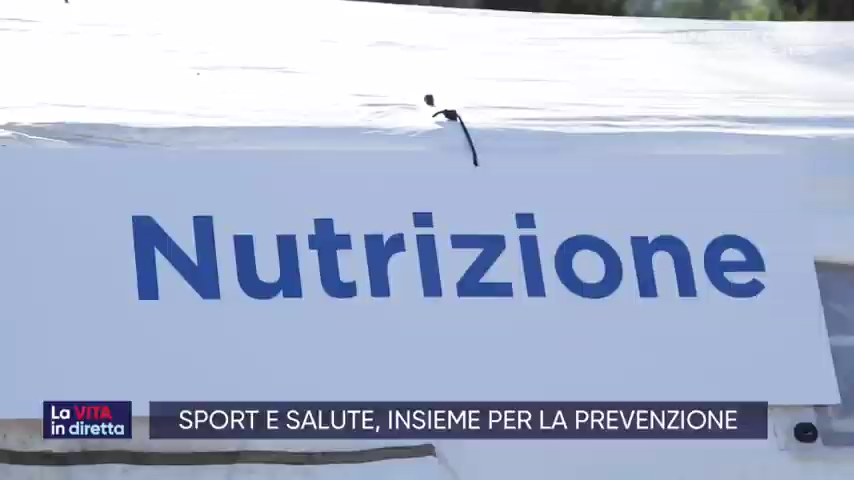 Nutrizione
La VITA
in diretta
SPORT E SALUTE, INSIEME PER LA PREVENZIONE